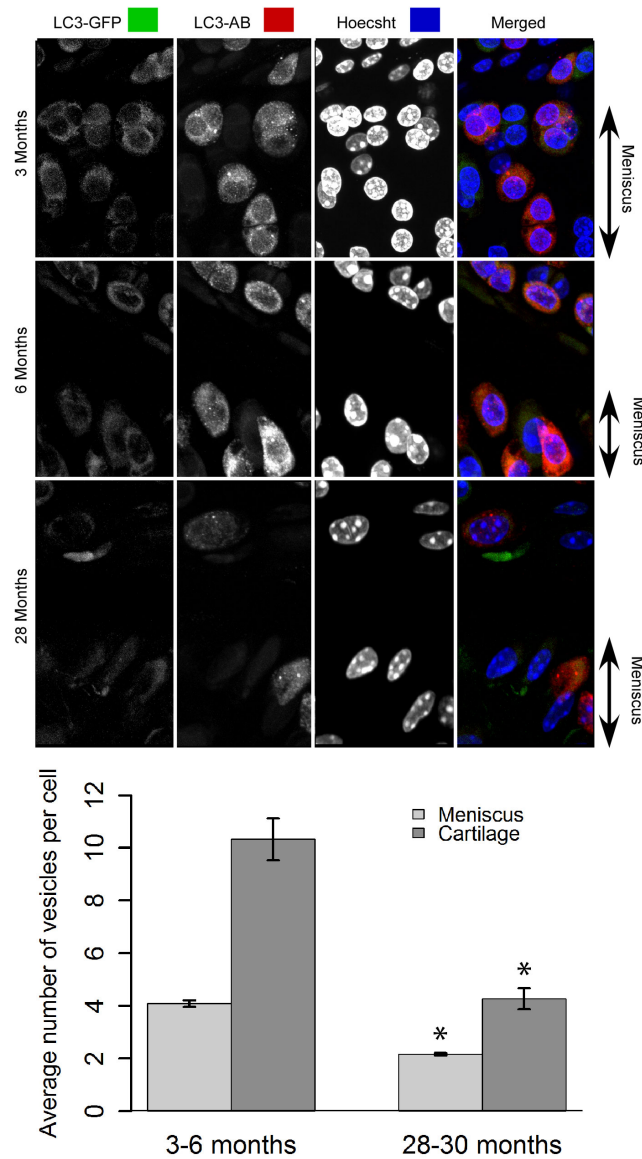 LC3-GFP LC3-AB Hoecsht Merged
3 Months
Meniscus
6 Months
Meniscus
28 Months
Meniscus
Average number of vesicles per cell
12
10
8
6
4
2
0
Meniscus
Cartilage
*
*
3-6 months 28-30 months